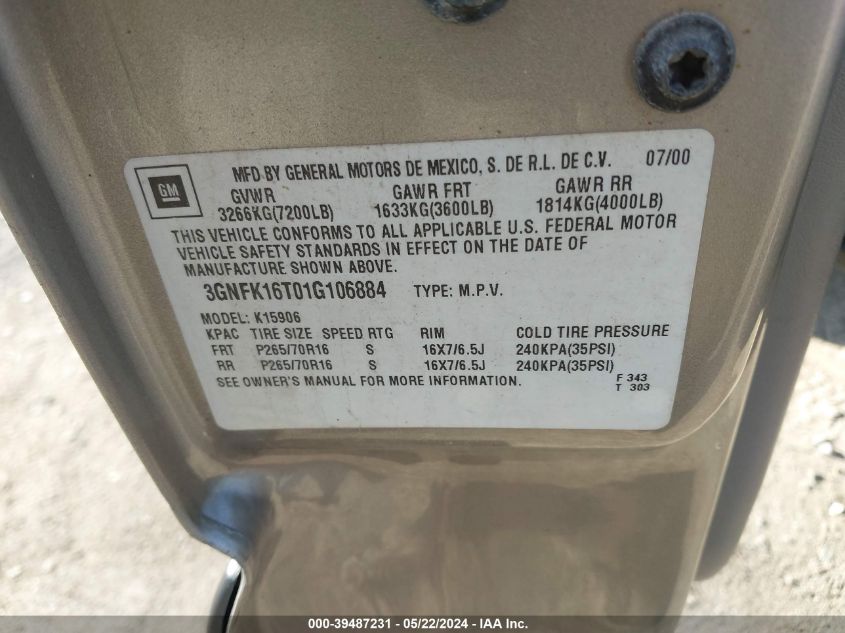 MFD BY GENERAL MOTORS DE MEXICO, S. DE R.L. DE C.V. 07/00
GM
GVWR GAWR FRT GAWR RR
3266KG(7200LB) 1633KG(3600LB) 1814KG(4000LB)
THIS VEHICLE CONFORMS TO ALL APPLICABLE U.S. FEDERAL MOTOR
VEHICLE SAFETY STANDARDS IN EFFECT ON THE DATE OF
MANUFACTURE SHOWN ABOVE.
3GNFK16T01G106884 TYPE: M.P.V.
MODEL: K15906
KPAC TIRE SIZE SPEED RTG RIM COLD TIRE PRESSURE
FRT P265/70R16 S 16X7/6.5J 240KPA(35PSI)
RR P265/70R16 S 16X7/6.5J 240KPA(35PSI)
SEE OWNER'S MANUAL FOR MORE INFORMATION.
F 343
T 303
000-39487231 - 05/22/2024 - IAA Inc.